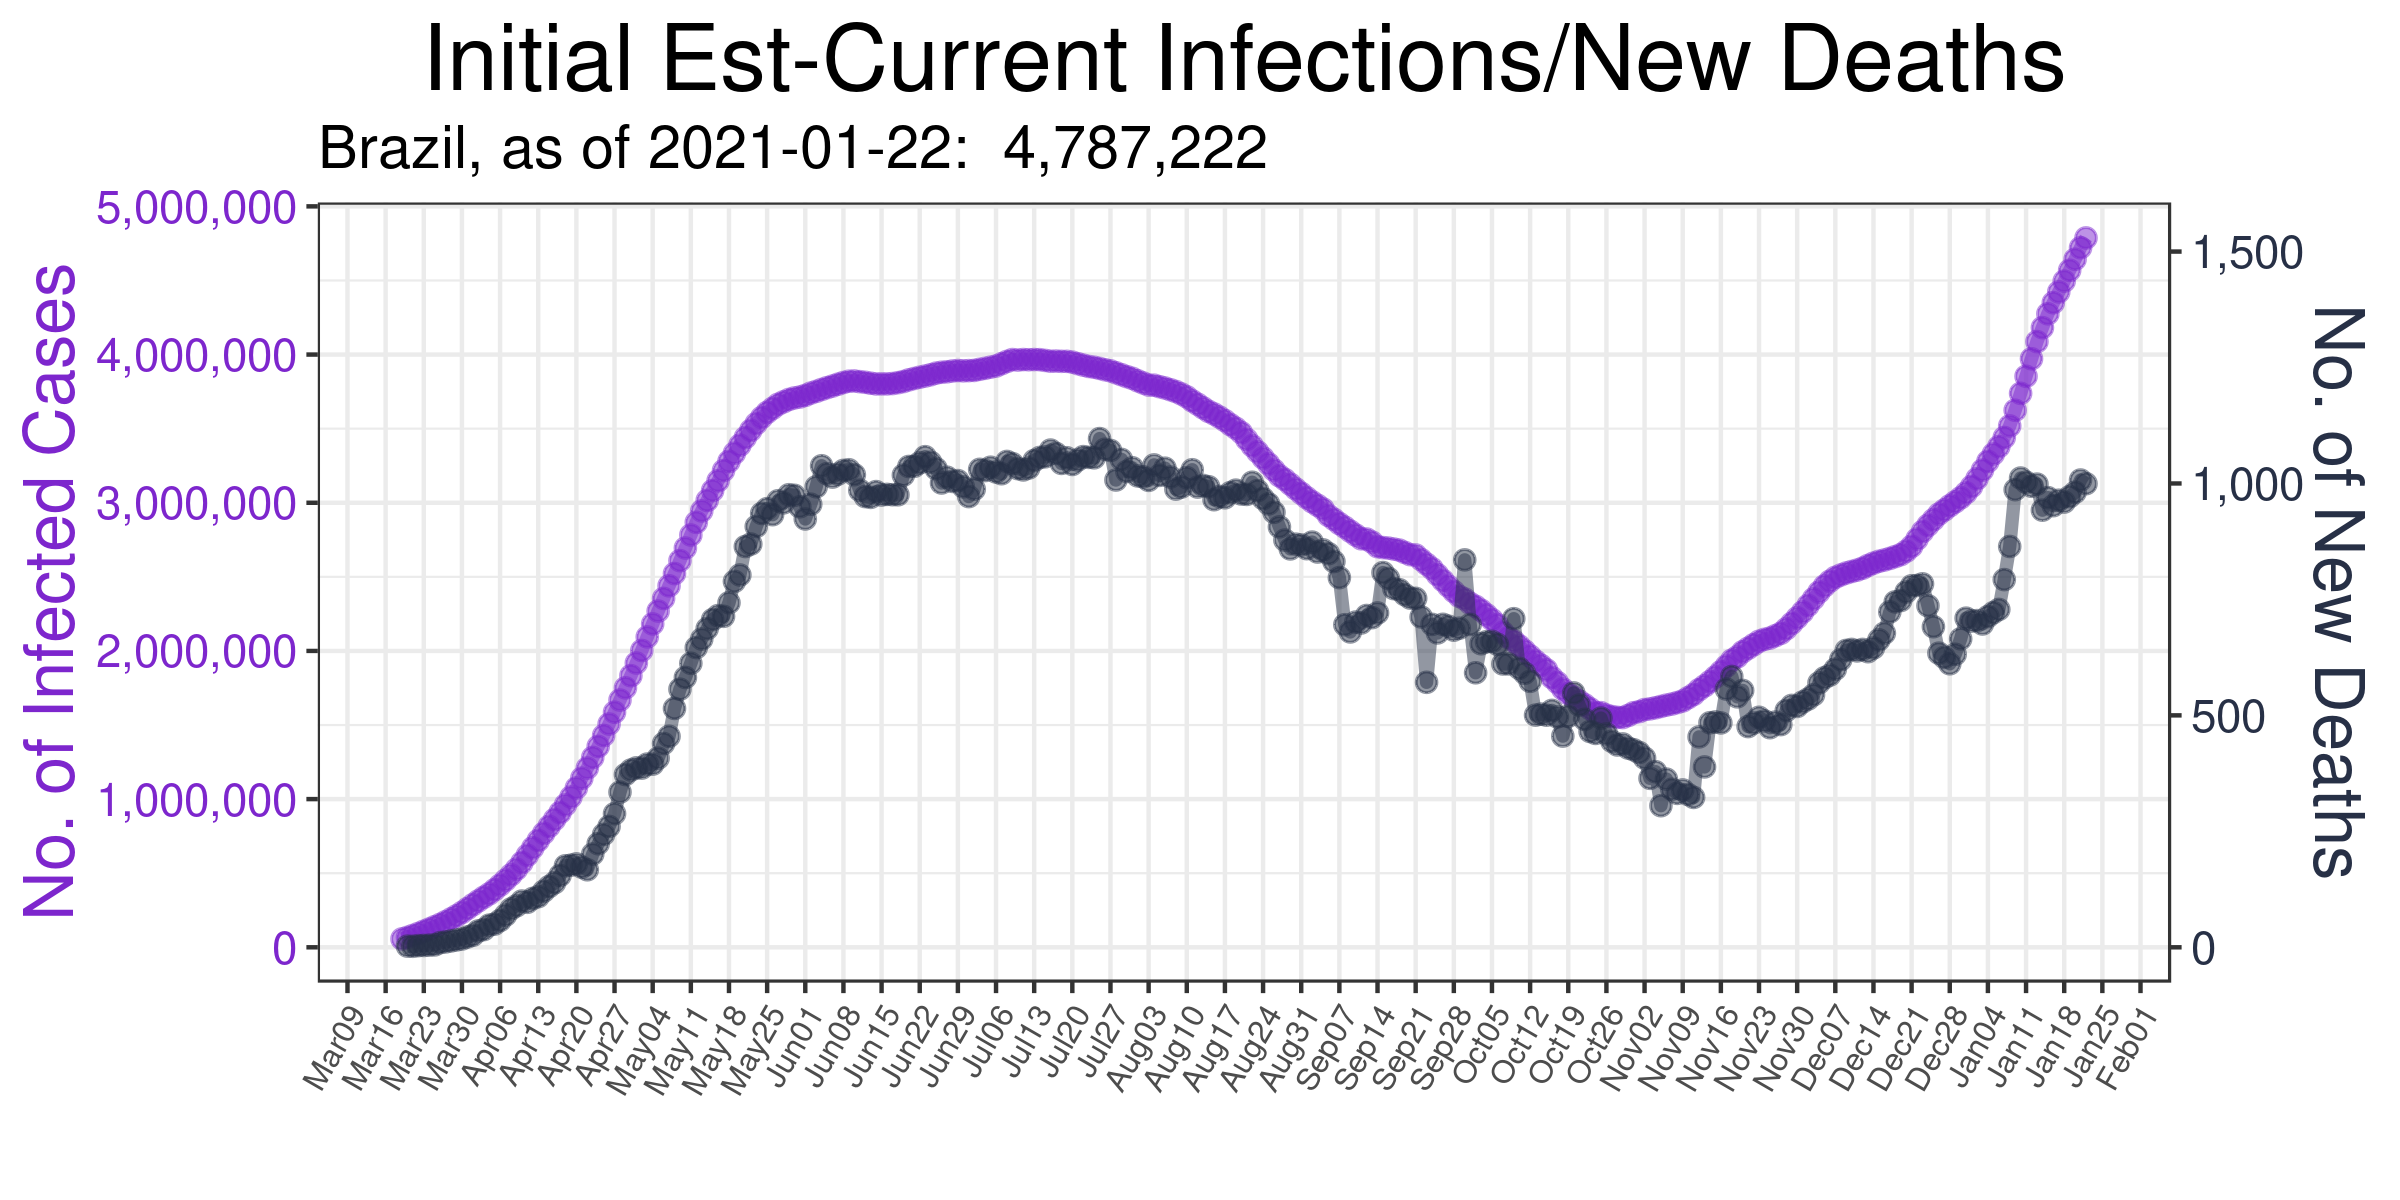 Initial Est-Current Infections/New Deaths
Brazil, as of 2021-01-22:  4,787,222
No. of Infected Cases
5,000,000
4,000,000
3,000,000
2,000,000
1,000,000
0
1,500
1,000
500
0
No. of New Deaths
Mar09
Mar16
Mar23
Mar30
Apr06
Apr13
Apr20
Apr27
May04
May11
May18
May25
Jun01
Jun08
Jun15
Jun22
Jun29
Jul06
Jul13
Jul20
Jul27
Aug03
Aug10
Aug17
Aug24
Aug31
Sep07
Sep14
Sep21
Sep28
Oct05
Oct12
Oct19
Oct26
Nov02
Nov09
Nov16
Nov23
Nov30
Dec07
Dec14
Dec21
Dec28
Jan04
Jan11
Jan18
Jan25
Feb01